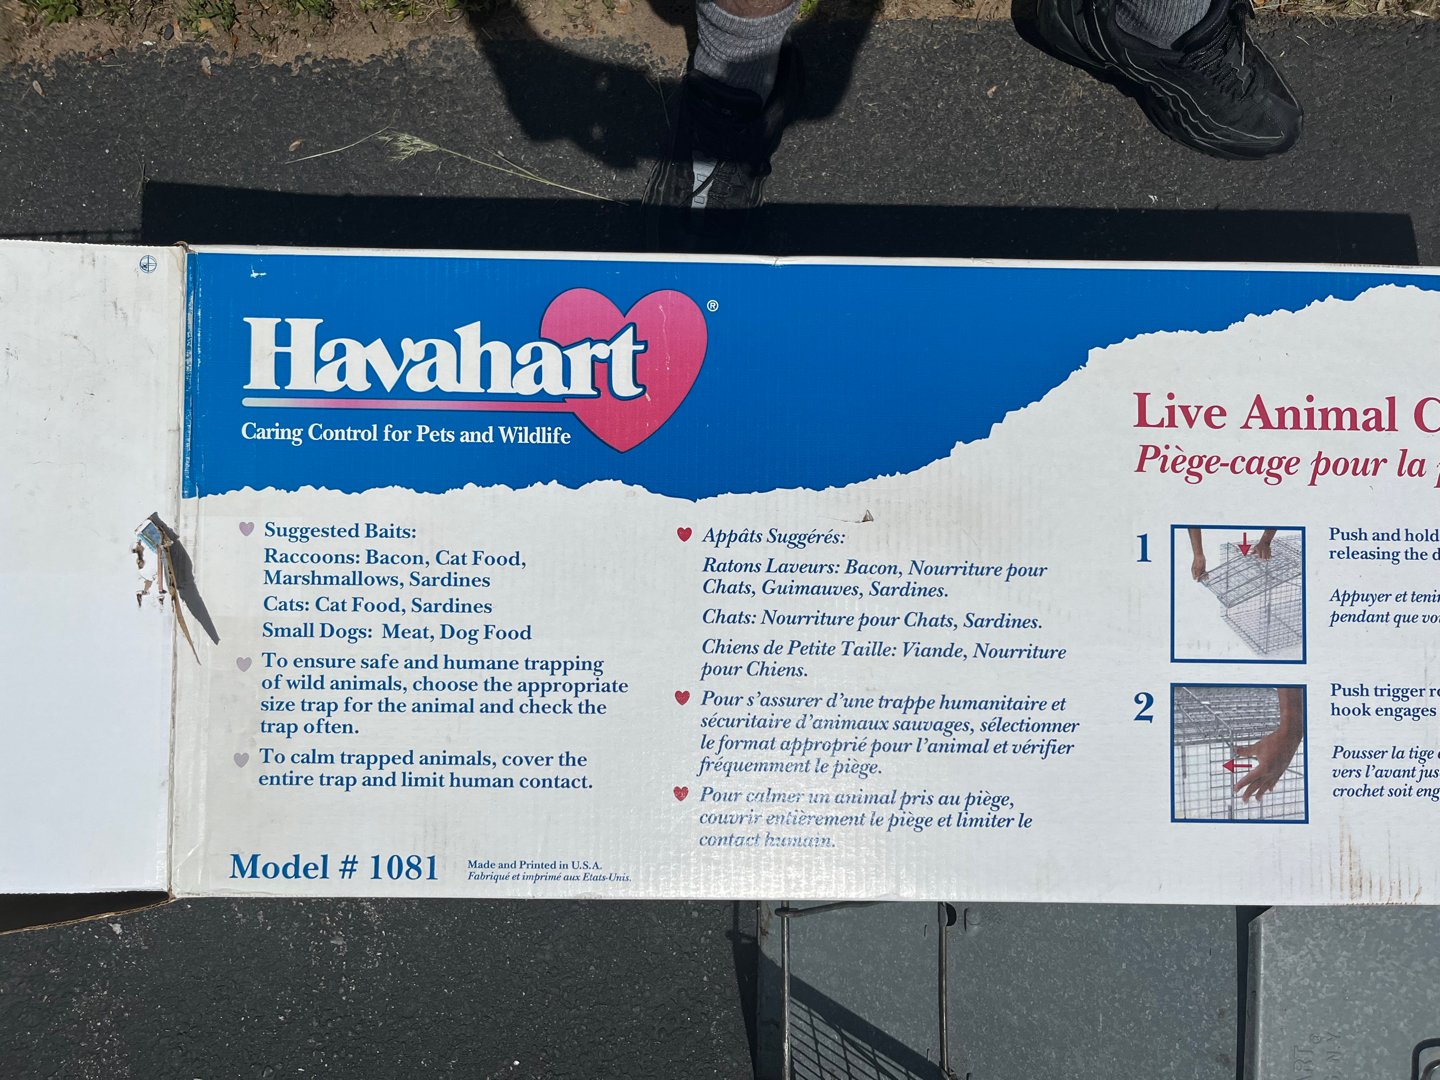 Havahart®
Caring Control for Pets and Wildlife
Suggested Baits:
Raccoons: Bacon, Cat Food,
Marshmallows, Sardines
Cats: Cat Food, Sardines
Small Dogs: Meat, Dog Food
To ensure safe and humane trapping
of wild animals, choose the appropriate
size trap for the animal and check the
trap often.
To calm trapped animals, cover the
entire trap and limit human contact.
Model # 1081
Made and Printed in U.S.A.
Fabriqué et imprimé aux Etats-Unis.
Appâts Suggérés:
Ratons Laveurs: Bacon, Nourriture pour
Chats, Guimauves, Sardines.
Chats: Nourriture pour Chats, Sardines.
Chiens de Petite Taille: Viande, Nourriture
pour Chiens.
Pour s'assurer d'une trappe humanitaire et
sécuritaire d'animaux sauvages, sélectionner
le format approprié pour l'animal et vérifier
fréquemment le piège.
Pour calmer un animal pris au piège,
couvrir entièrement le piège et limiter le
contact humain.
Live Animal C
Piège-cage pour la
1
Push and hold
releasing the d
Appuyer et teni
pendant que vo
2
Push trigger r
hook engages
Pousser la tige
vers l'avant jus
crochet soit eng